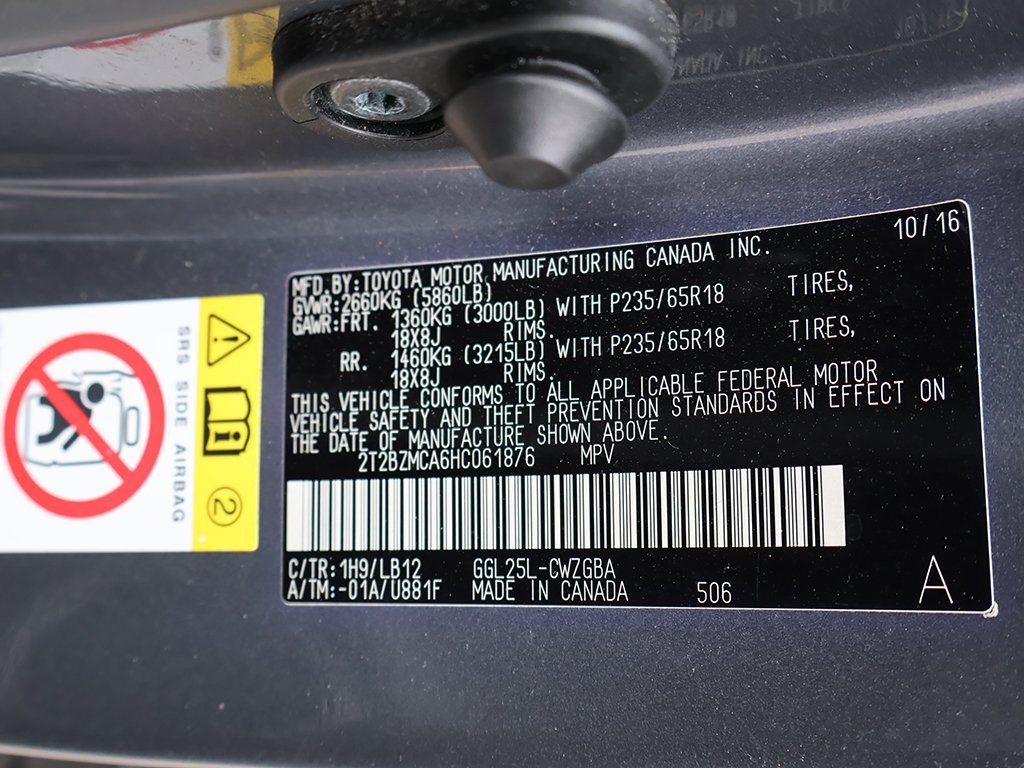 10/16
MFD.BY:TOYOTA MOTOR MANUFACTURING CANADA INC.
GVWR:2660KG (5860LB)
GAWR:FRT. 1360KG (3000LB) WITH P235/65R18 TIRES,
18X8J RIMS.
RR. 1460KG (3215LB) WITH P235/65R18 TIRES,
18X8J RIMS.
THIS VEHICLE CONFORMS TO ALL APPLICABLE FEDERAL MOTOR
VEHICLE SAFETY AND THEFT PREVENTION STANDARDS IN EFFECT ON
THE DATE OF MANUFACTURE SHOWN ABOVE.
2T2BZMCA6HC061876 MPV
C/TR:1H9/LB12 GGL25L-CWZGBA
A/TM:-01A/U881F MADE IN CANADA 506 A
SRS SIDE AIRBAG
2